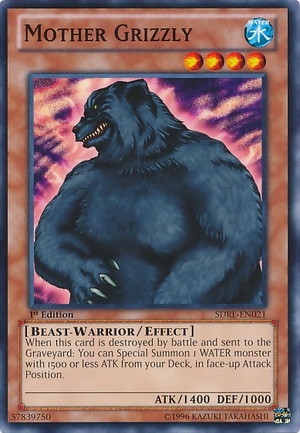 MOTHER GRIZZLY
WATER
水
1st Edition
SDRE-EN021
[BEAST-WARRIOR/EFFECT]
When this card is destroyed by battle and sent to the
Graveyard: You can Special Summon 1 WATER monster
with 1500 or less ATK from your Deck, in face-up Attack
Position.
ATK/1400 DEF/1000
57839750
©1996 KAZUKI TAKAHASHI